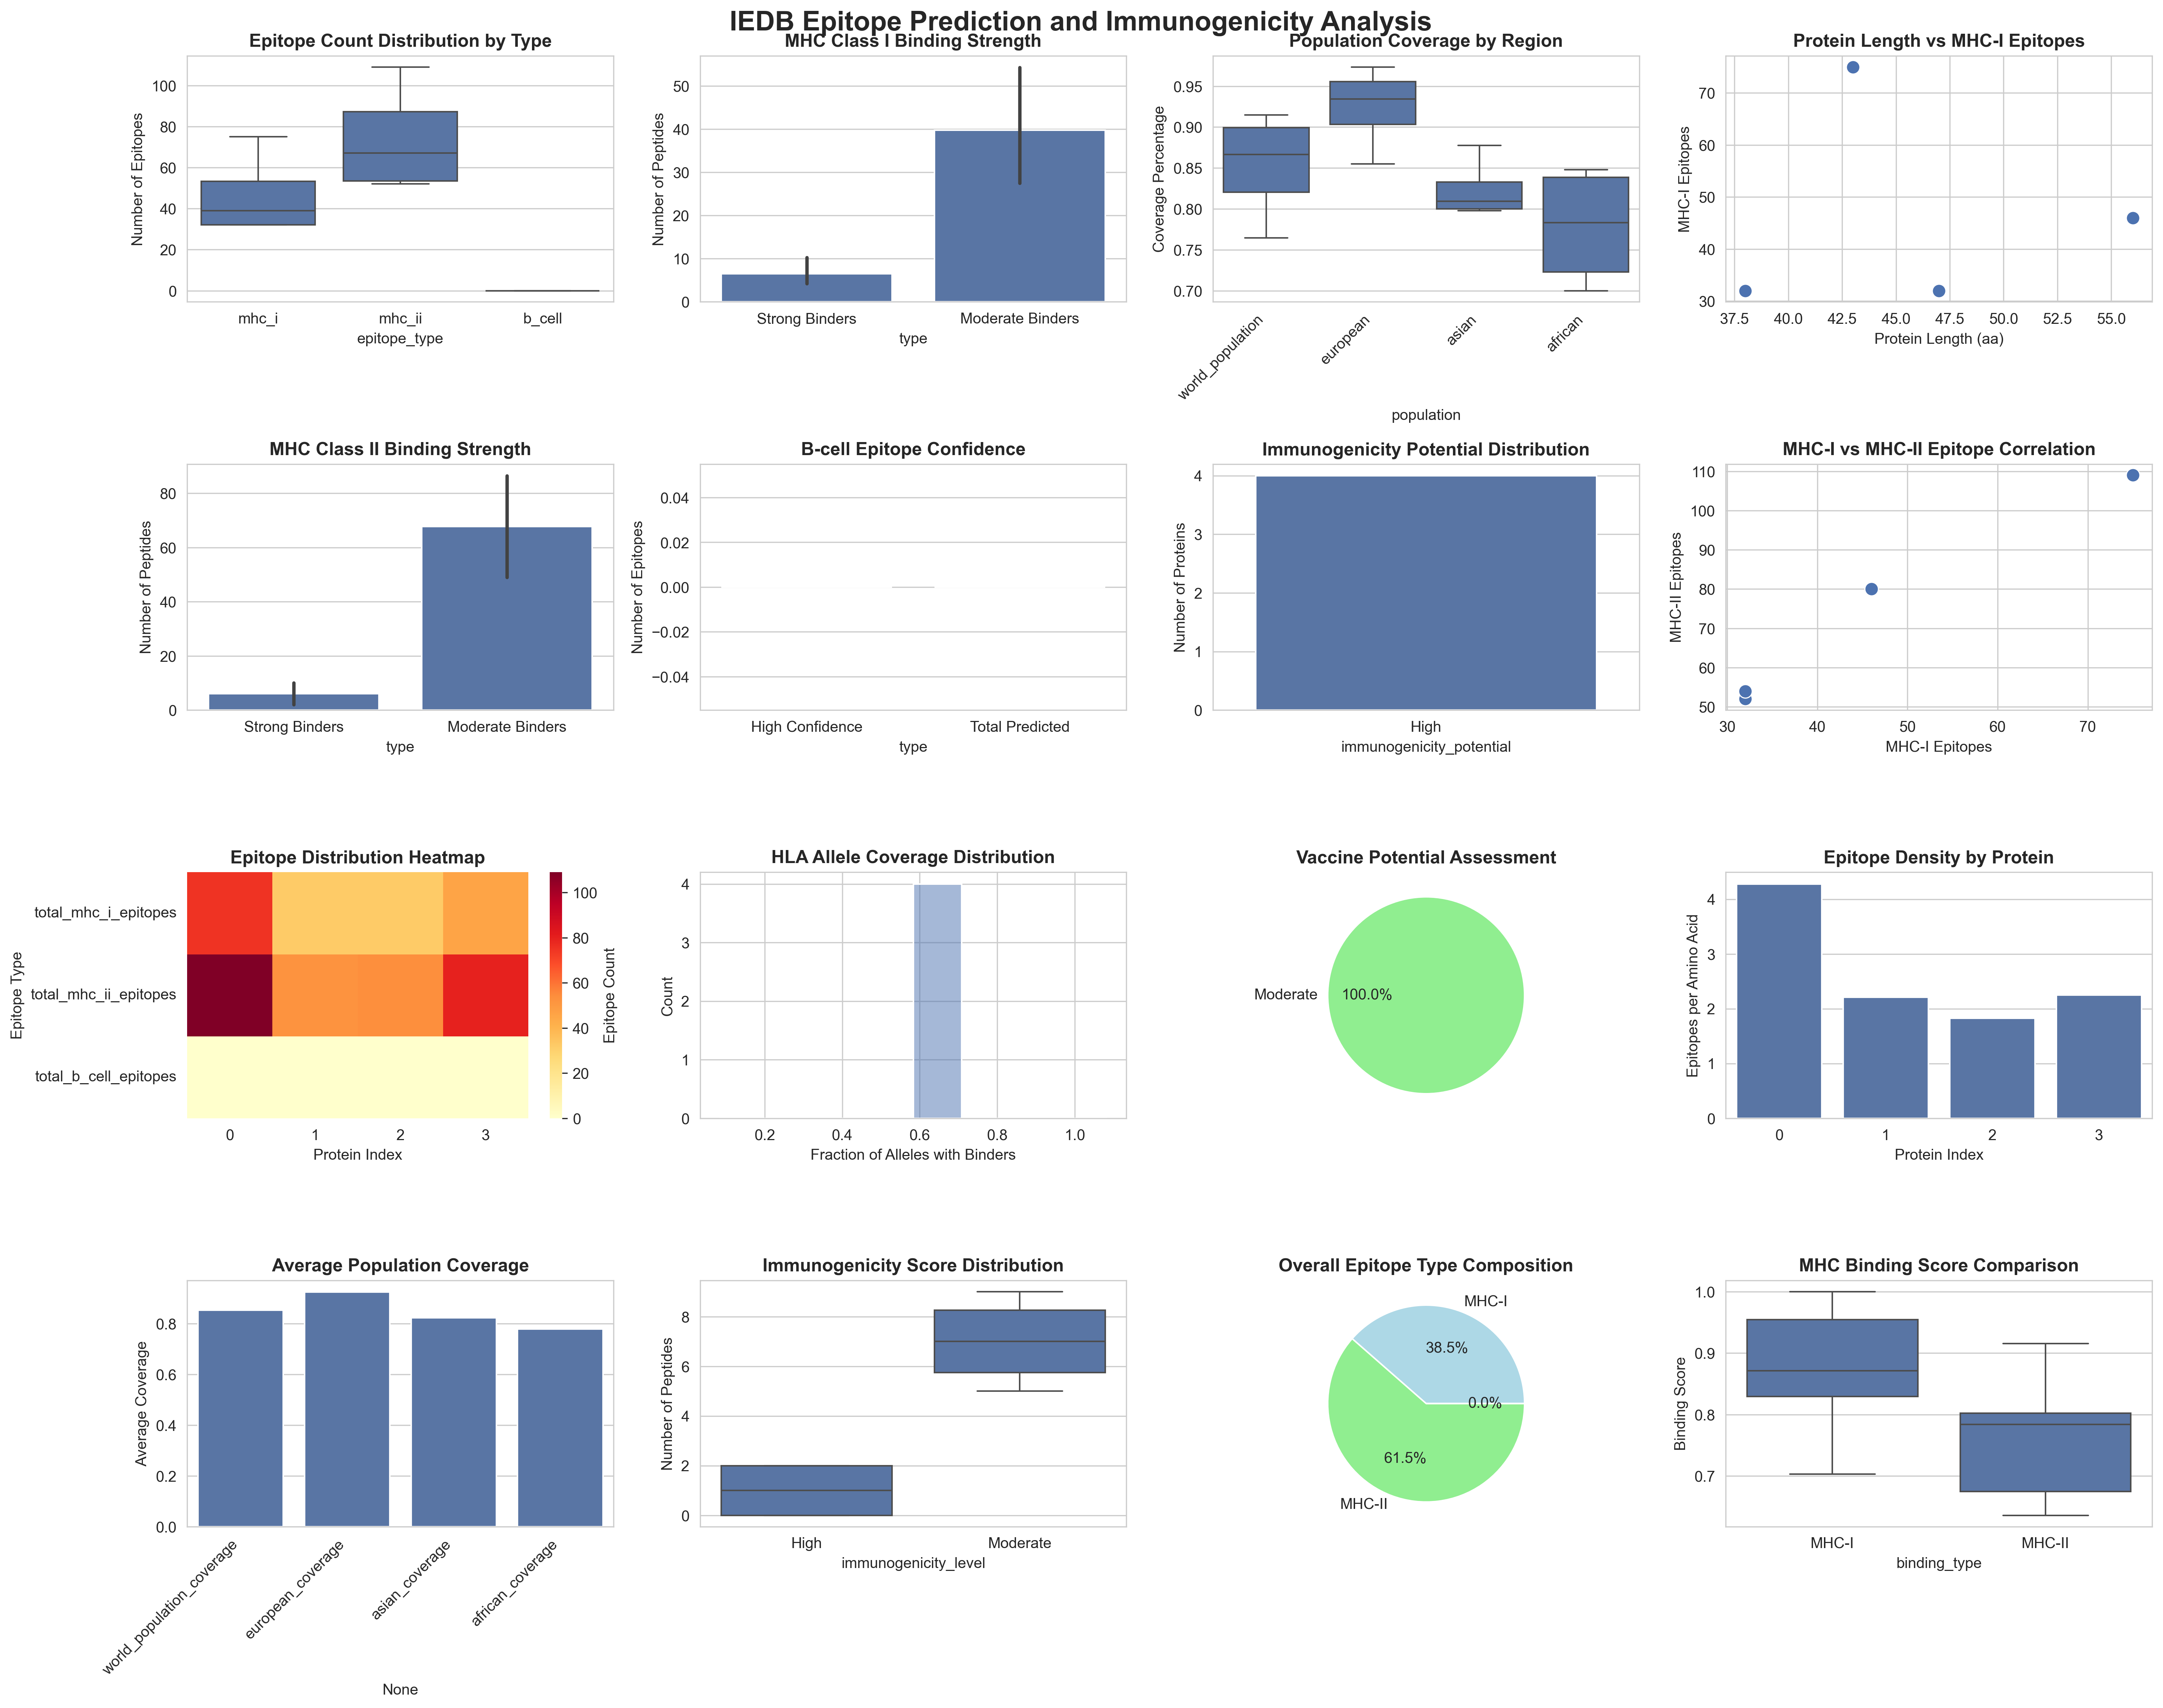 IEDB Epitope Prediction and Immunogenicity Analysis
Epitope Count Distribution by Type
Number of Epitopes
100
80
60
40
20
0
mhc_i
mhc_ii
b_cell
epitope_type
MHC Class I Binding Strength
Number of Peptides
50
40
30
20
10
0
Strong Binders
Moderate Binders
type
Population Coverage by Region
Coverage Percentage
0.95
0.90
0.85
0.80
0.75
0.70
world_population
european
asian
african
population
Protein Length vs MHC-I Epitopes
MHC-I Epitopes
70
60
50
40
30
37.5
40.0
42.5
45.0
47.5
50.0
52.5
55.0
Protein Length (aa)
MHC Class II Binding Strength
Number of Peptides
80
60
40
20
0
Strong Binders
Moderate Binders
type
B-cell Epitope Confidence
Number of Epitopes
0.04
0.02
0.00
−0.02
−0.04
High Confidence
Total Predicted
type
Immunogenicity Potential Distribution
Number of Proteins
4
3
2
1
0
High
immunogenicity_potential
MHC-I vs MHC-II Epitope Correlation
MHC-II Epitopes
110
100
90
80
70
60
50
30
40
50
60
70
MHC-I Epitopes
Epitope Distribution Heatmap
Epitope Type
total_mhc_i_epitopes
total_mhc_ii_epitopes
total_b_cell_epitopes
0
1
2
3
Protein Index
100
80
60
40
20
0
Epitope Count
HLA Allele Coverage Distribution
Count
4
3
2
1
0
0.2
0.4
0.6
0.8
1.0
Fraction of Alleles with Binders
Vaccine Potential Assessment
Moderate
100.0%
Epitope Density by Protein
Epitopes per Amino Acid
4
3
2
1
0
0
1
2
3
Protein Index
Average Population Coverage
Average Coverage
0.8
0.6
0.4
0.2
0.0
world_population_coverage
european_coverage
asian_coverage
african_coverage
None
Immunogenicity Score Distribution
Number of Peptides
8
6
4
2
0
High
Moderate
immunogenicity_level
Overall Epitope Type Composition
MHC-I
38.5%
0.0%
61.5%
MHC-II
MHC Binding Score Comparison
Binding Score
1.0
0.9
0.8
0.7
MHC-I
MHC-II
binding_type